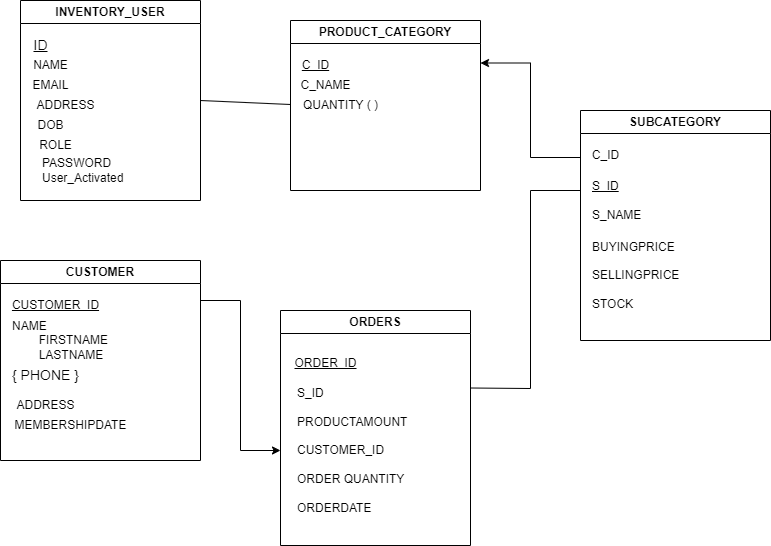 INVENTORY_USER
ID
NAME
EMAIL
ADDRESS
DOB
ROLE
PASSWORD
User_Activated
PRODUCT_CATEGORY
C_ID
C_NAME
QUANTITY ( )
SUBCATEGORY
C_ID
S_ID
S_NAME
BUYINGPRICE
SELLINGPRICE
STOCK
CUSTOMER
CUSTOMER_ID
NAME
FIRSTNAME
LASTNAME
{ PHONE }
ADDRESS
MEMBERSHIPDATE
ORDERS
ORDER_ID
S_ID
PRODUCTAMOUNT
CUSTOMER_ID
ORDER QUANTITY
ORDERDATE